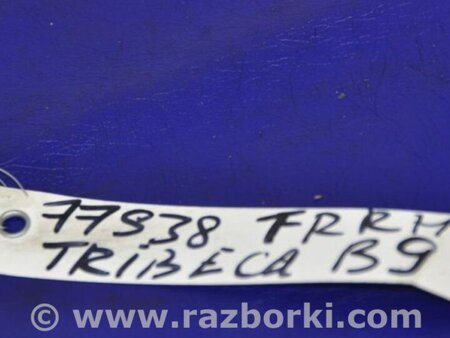 77938 FRRH
TRIBECA B9
© www.razborki.com